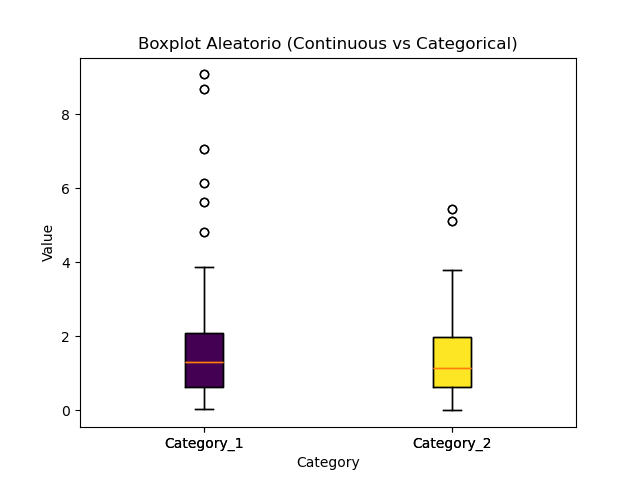 Boxplot Aleatorio (Continuous vs Categorical)
8
6
4
2
0
Value
Category_1
Category_2
Category